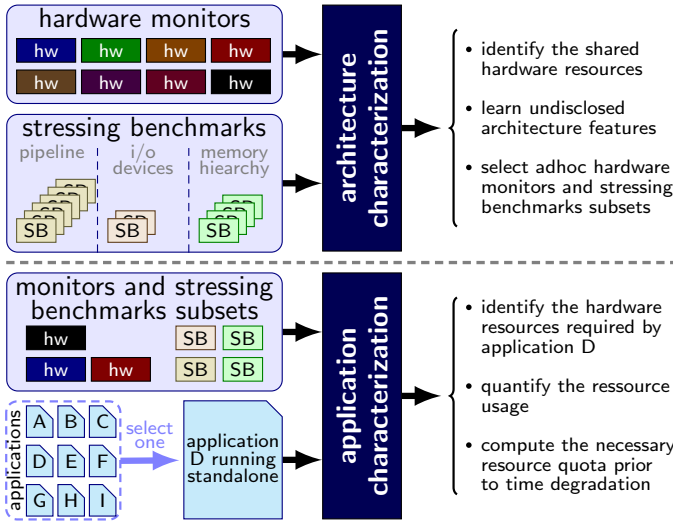 hardware monitors
hw hw hw hw
hw hw hw hw
stressing benchmarks
pipeline
i/o
devices
memory
hiearchy
SB
SB
SB
SB
SB
SB
architecture
characterization
• identify the shared
hardware resources
• learn undisclosed
architecture features
• select adhoc hardware
monitors and stressing
benchmarks subsets
monitors and stressing
benchmarks subsets
hw
SB SB
hw hw
SB SB
applications
A B C
D E F
G H I
select
one
application
D running
standalone
application
characterization
• identify the hardware
resources required by
application D
• quantify the ressource
usage
• compute the necessary
resource quota prior
to time degradation